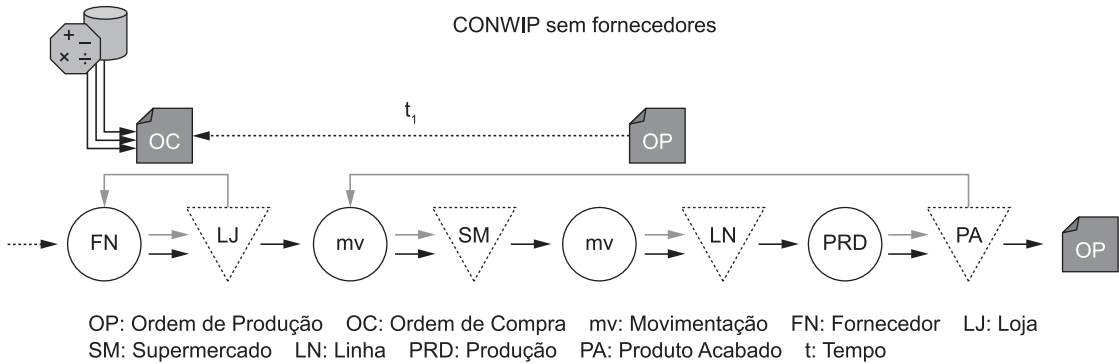 CONWIP sem fornecedores
+ −
× ÷
t1
OC
OP
FN
LJ
mv
SM
mv
LN
PRD
PA
OP
OP: Ordem de Produção OC: Ordem de Compra mv: Movimentação FN: Fornecedor LJ: Loja
SM: Supermercado LN: Linha PRD: Produção PA: Produto Acabado t: Tempo